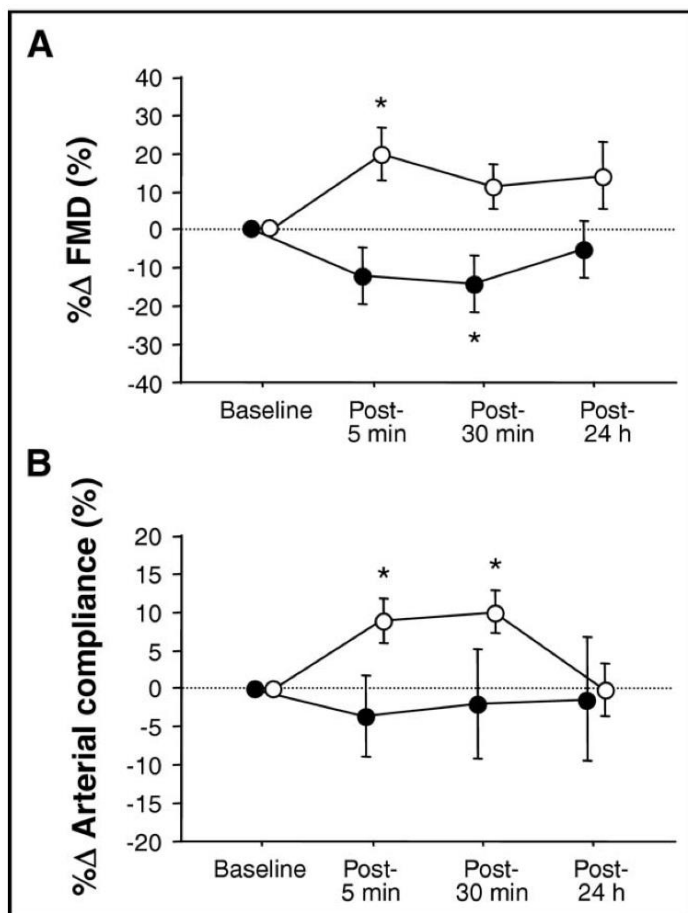 A
%Δ FMD (%)
40
30
20
10
0
-10
-20
-30
-40
*
*
Baseline
Post-
5 min
Post-
30 min
Post-
24 h
B
%Δ Arterial compliance (%)
20
15
10
5
0
-5
-10
-15
-20
*
*
Baseline
Post-
5 min
Post-
30 min
Post-
24 h